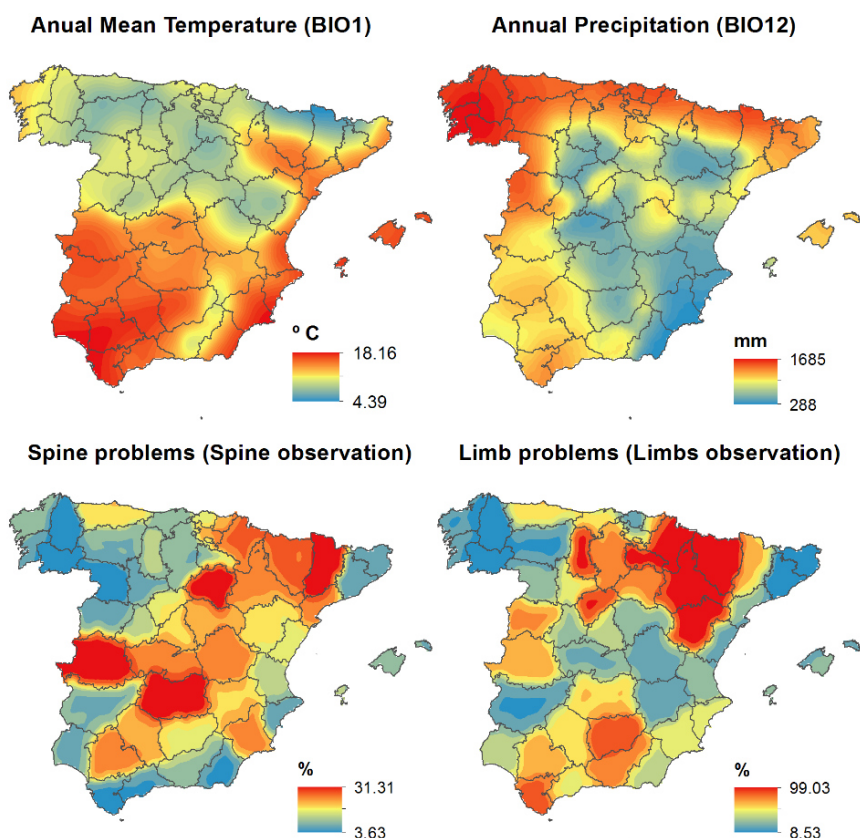 Anual Mean Temperature (BIO1)
Annual Precipitation (BIO12)
º C
18.16
4.39
mm
1685
288
Spine problems (Spine observation)
Limb problems (Limbs observation)
%
31.31
3.63
%
99.03
8.53